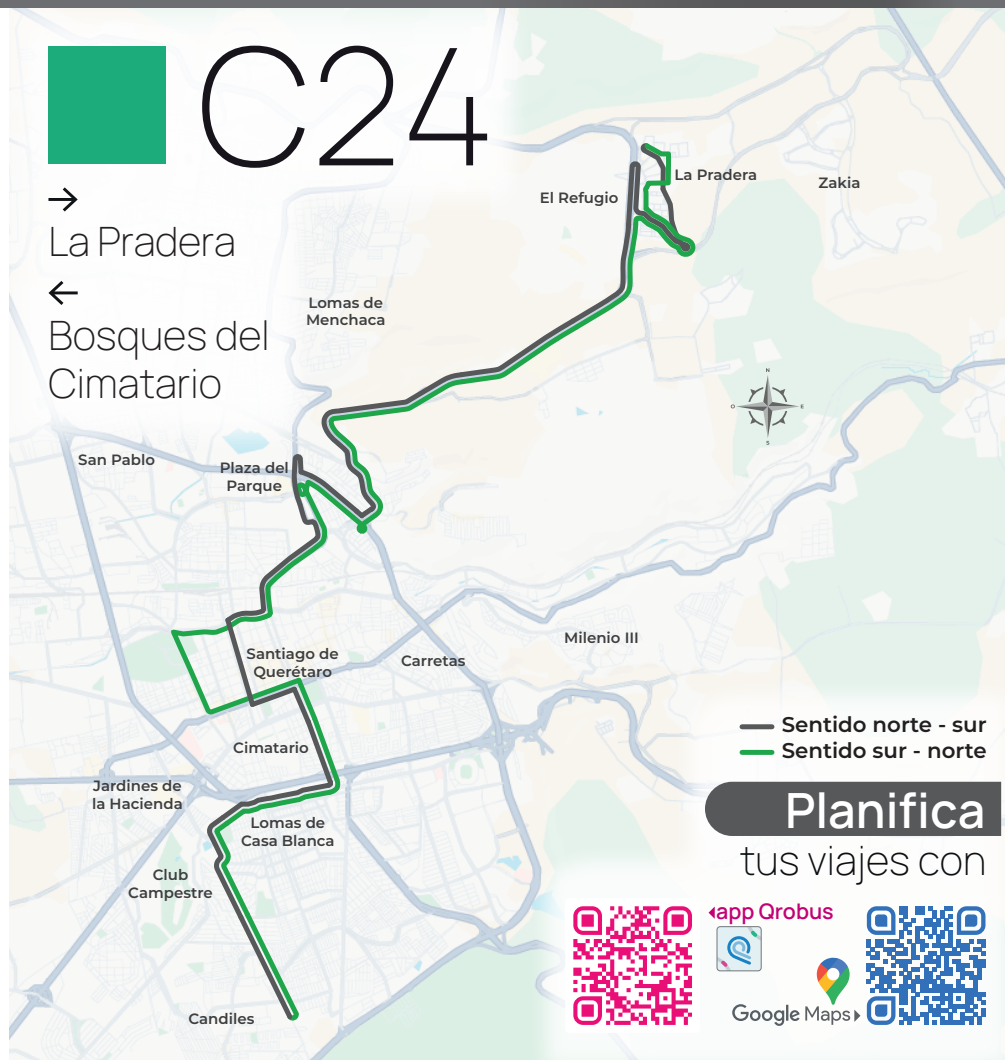 C24
→
La Pradera
←
Bosques del
Cimatario
La Pradera
Zakia
El Refugio
Lomas de
Menchaca
N
O
E
S
San Pablo
Plaza del
Parque
Milenio III
Santiago de
Querétaro
Carretas
Sentido norte - sur
Sentido sur - norte
Cimatario
Jardines de
la Hacienda
Lomas de
Casa Blanca
Club
Campestre
Candiles
Planifica
tus viajes con
app Qrobus
Google Maps